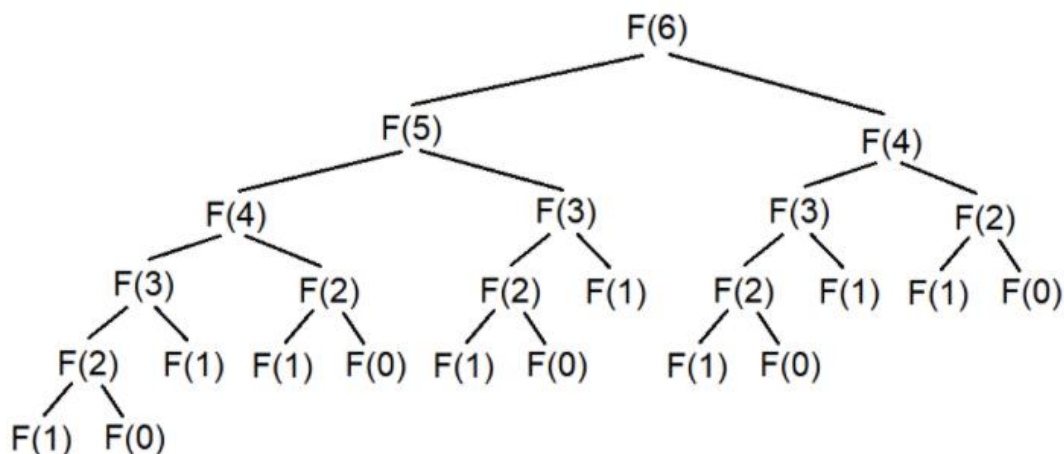 F(6)
F(5) F(4)
F(4) F(3) F(3) F(2)
F(3) F(2) F(2) F(1) F(2) F(1) F(1) F(0)
F(2) F(1) F(1) F(0) F(1) F(0) F(1) F(0)
F(1) F(0)